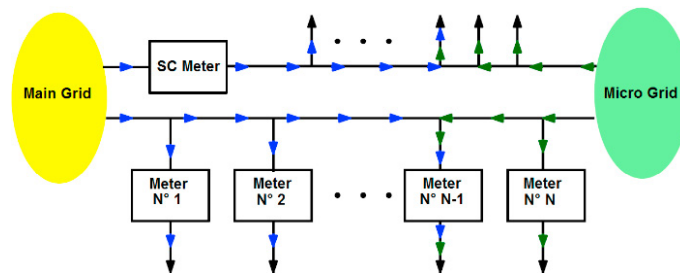 SC Meter
Main Grid
Micro Grid
Meter
N° 1
Meter
N° 2
Meter
N° N-1
Meter
N° N